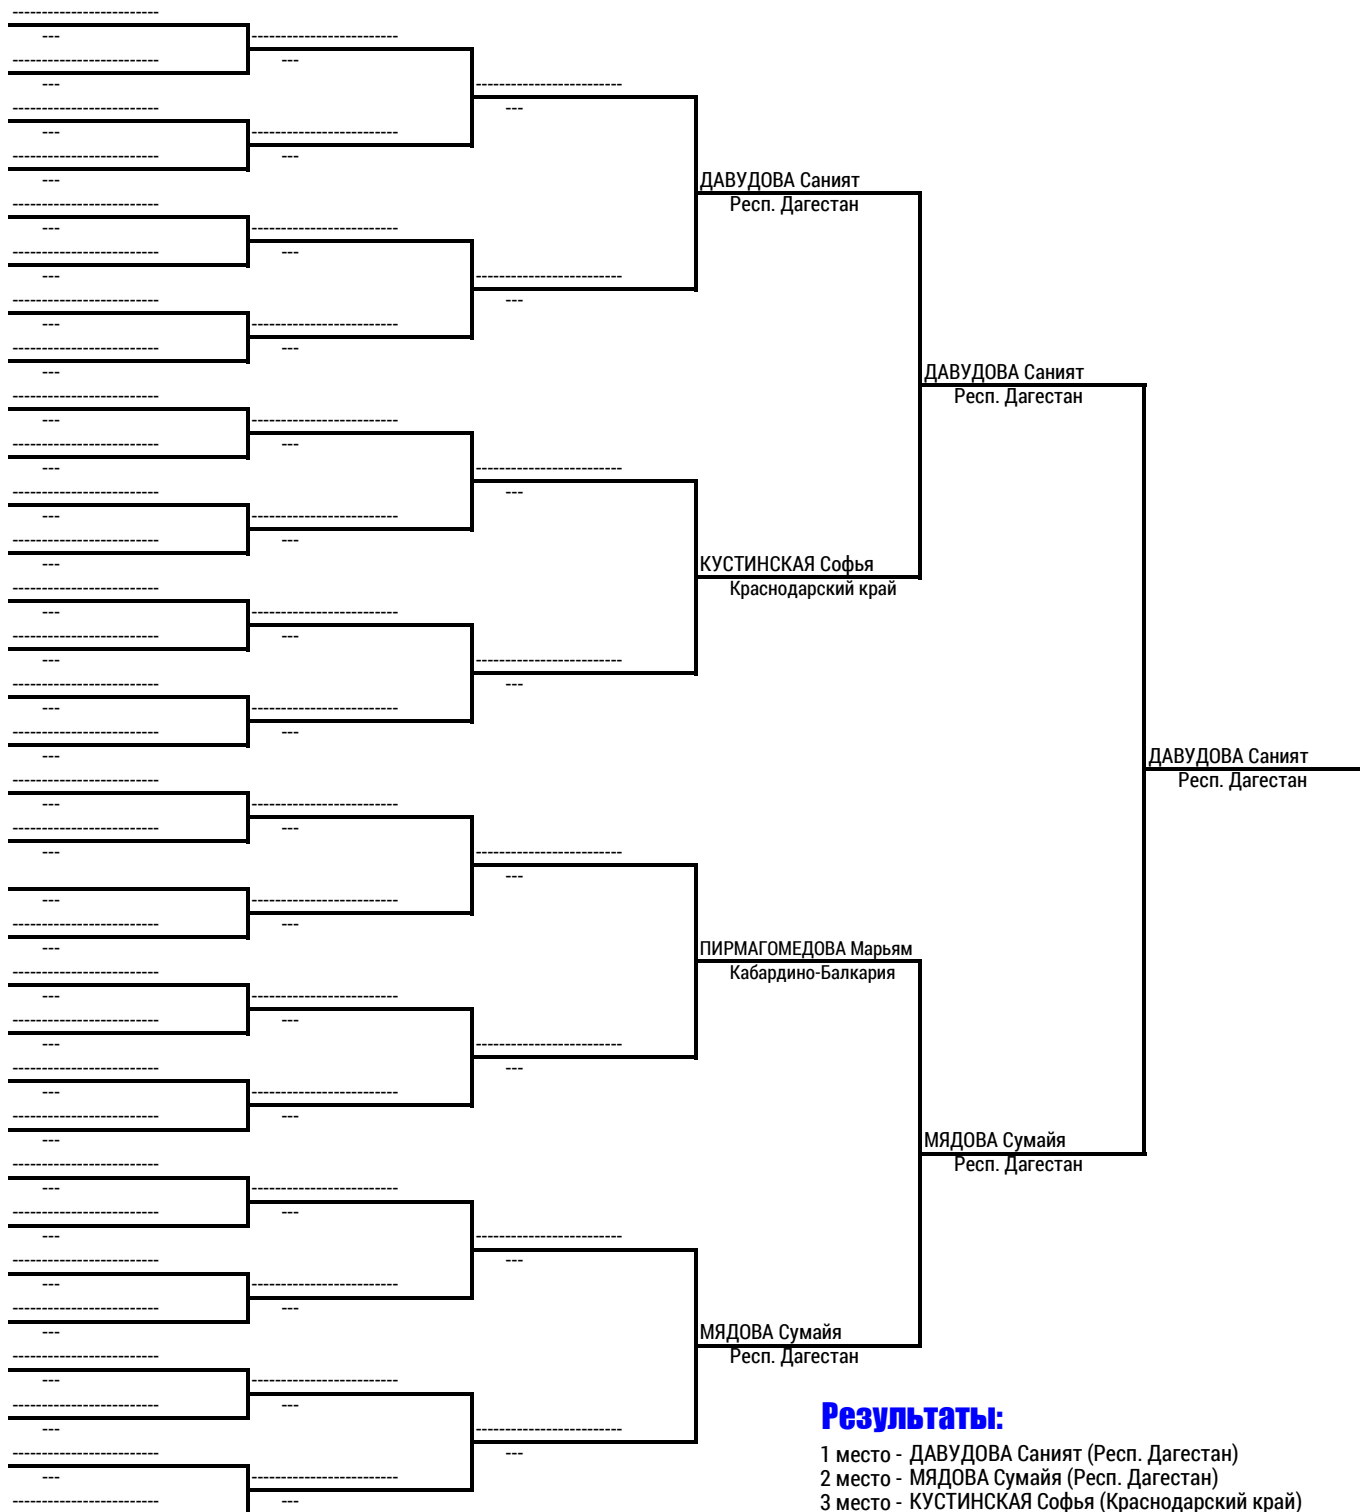 ДАВУДОВА Саният
Респ. Дагестан
ДАВУДОВА Саният
Респ. Дагестан
КУСТИНСКАЯ Софья
Краснодарский край
ДАВУДОВА Саният
Респ. Дагестан
ПИРМАГОМЕДОВА Марьям
Кабардино-Балкария
МЯДОВА Сумайя
Респ. Дагестан
МЯДОВА Сумайя
Респ. Дагестан
Результаты:
1 место - ДАВУДОВА Саният (Респ. Дагестан)
2 место - МЯДОВА Сумайя (Респ. Дагестан)
3 место - КУСТИНСКАЯ Софья (Краснодарский край)